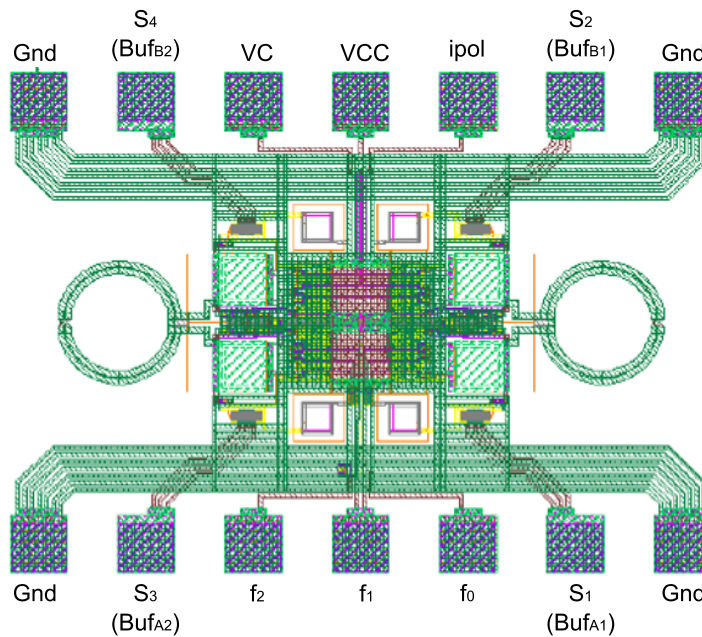 S4 S2
Gnd (BufB2) VC VCC ipol (BufB1) Gnd
Gnd S3 f2 f1 f0 S1 Gnd
(BufA2) (BufA1)